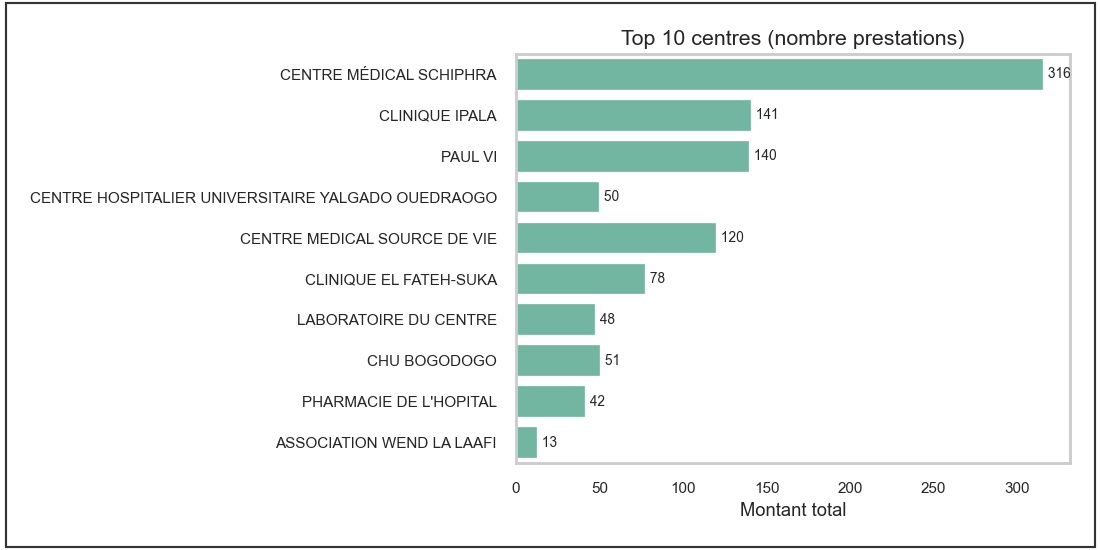 Top 10 centres (nombre prestations)
CENTRE MÉDICAL SCHIPHRA 316
CLINIQUE IPALA 141
PAUL VI 140
CENTRE HOSPITALIER UNIVERSITAIRE YALGADO OUEDRAOGO 50
CENTRE MEDICAL SOURCE DE VIE 120
CLINIQUE EL FATEH-SUKA 78
LABORATOIRE DU CENTRE 48
CHU BOGODOGO 51
PHARMACIE DE L'HOPITAL 42
ASSOCIATION WEND LA LAAFI 13
0 50 100 150 200 250 300
Montant total